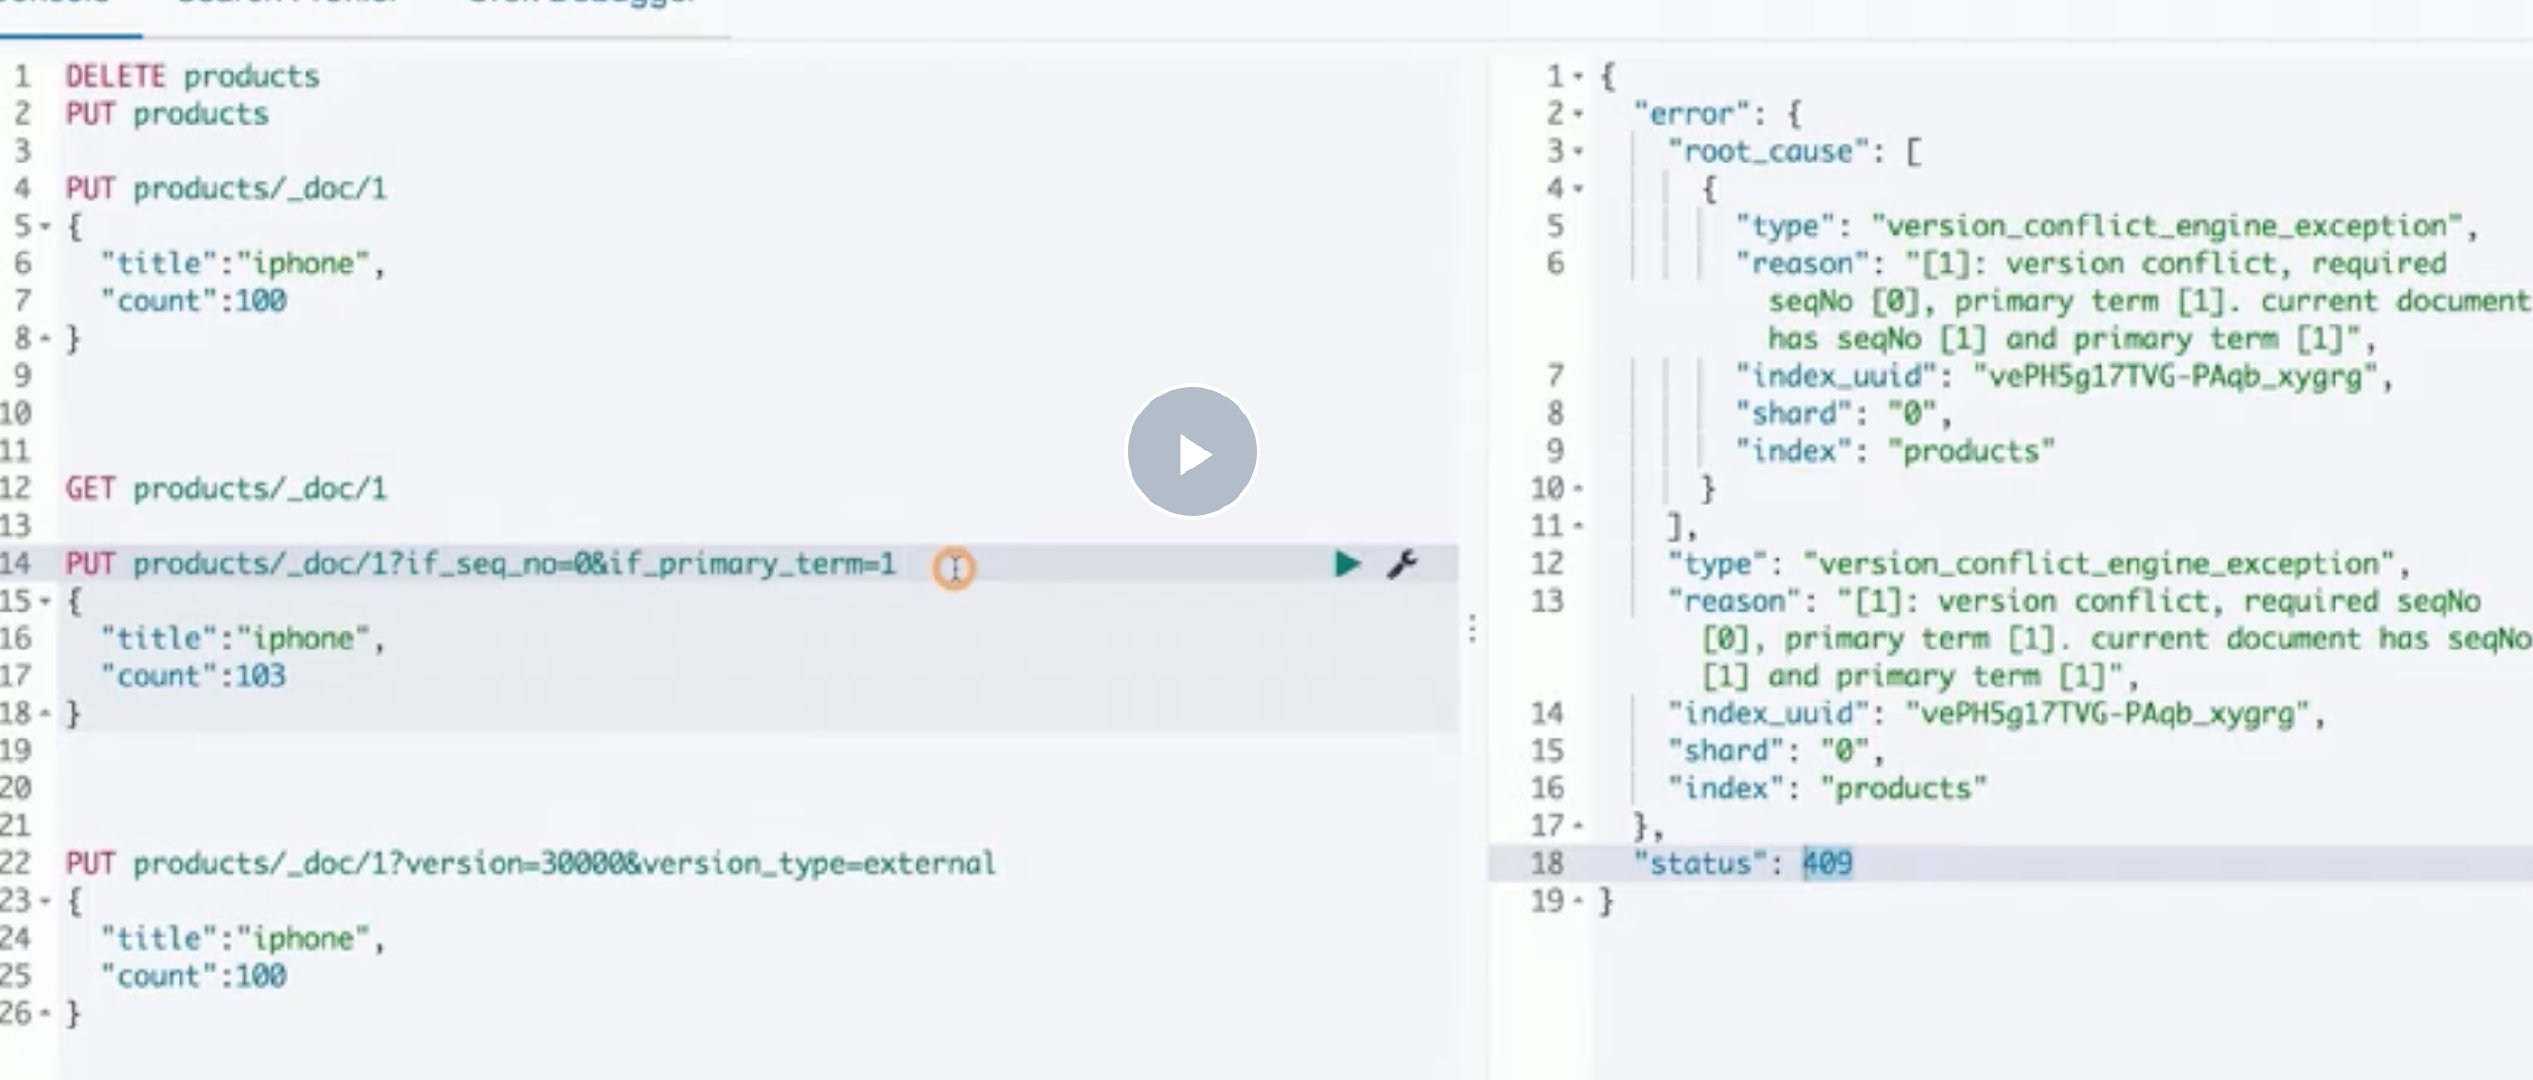 1 DELETE products
2 PUT products
3
4 PUT products/_doc/1
5 {
6 "title":"iphone",
7 "count":100
8 }
9
10
11
12 GET products/_doc/1
13
14 PUT products/_doc/1?if_seq_no=0&if_primary_term=1
15 {
16 "title":"iphone",
17 "count":103
18 }
19
20
21
22 PUT products/_doc/1?version=30000&version_type=external
23 {
24 "title":"iphone",
25 "count":100
26 }
1 {
2 "error": {
3 "root_cause": [
4 {
5 "type": "version_conflict_engine_exception",
6 "reason": "[1]: version conflict, required
seqNo [0], primary term [1]. current document
has seqNo [1] and primary term [1]",
7 "index_uuid": "vePH5g17TVG-PAqb_xygrg",
8 "shard": "0",
9 "index": "products"
10 }
11 ],
12 "type": "version_conflict_engine_exception",
13 "reason": "[1]: version conflict, required seqNo
[0], primary term [1]. current document has seqNo
[1] and primary term [1]",
14 "index_uuid": "vePH5g17TVG-PAqb_xygrg",
15 "shard": "0",
16 "index": "products"
17 },
18 "status": 409
19 }